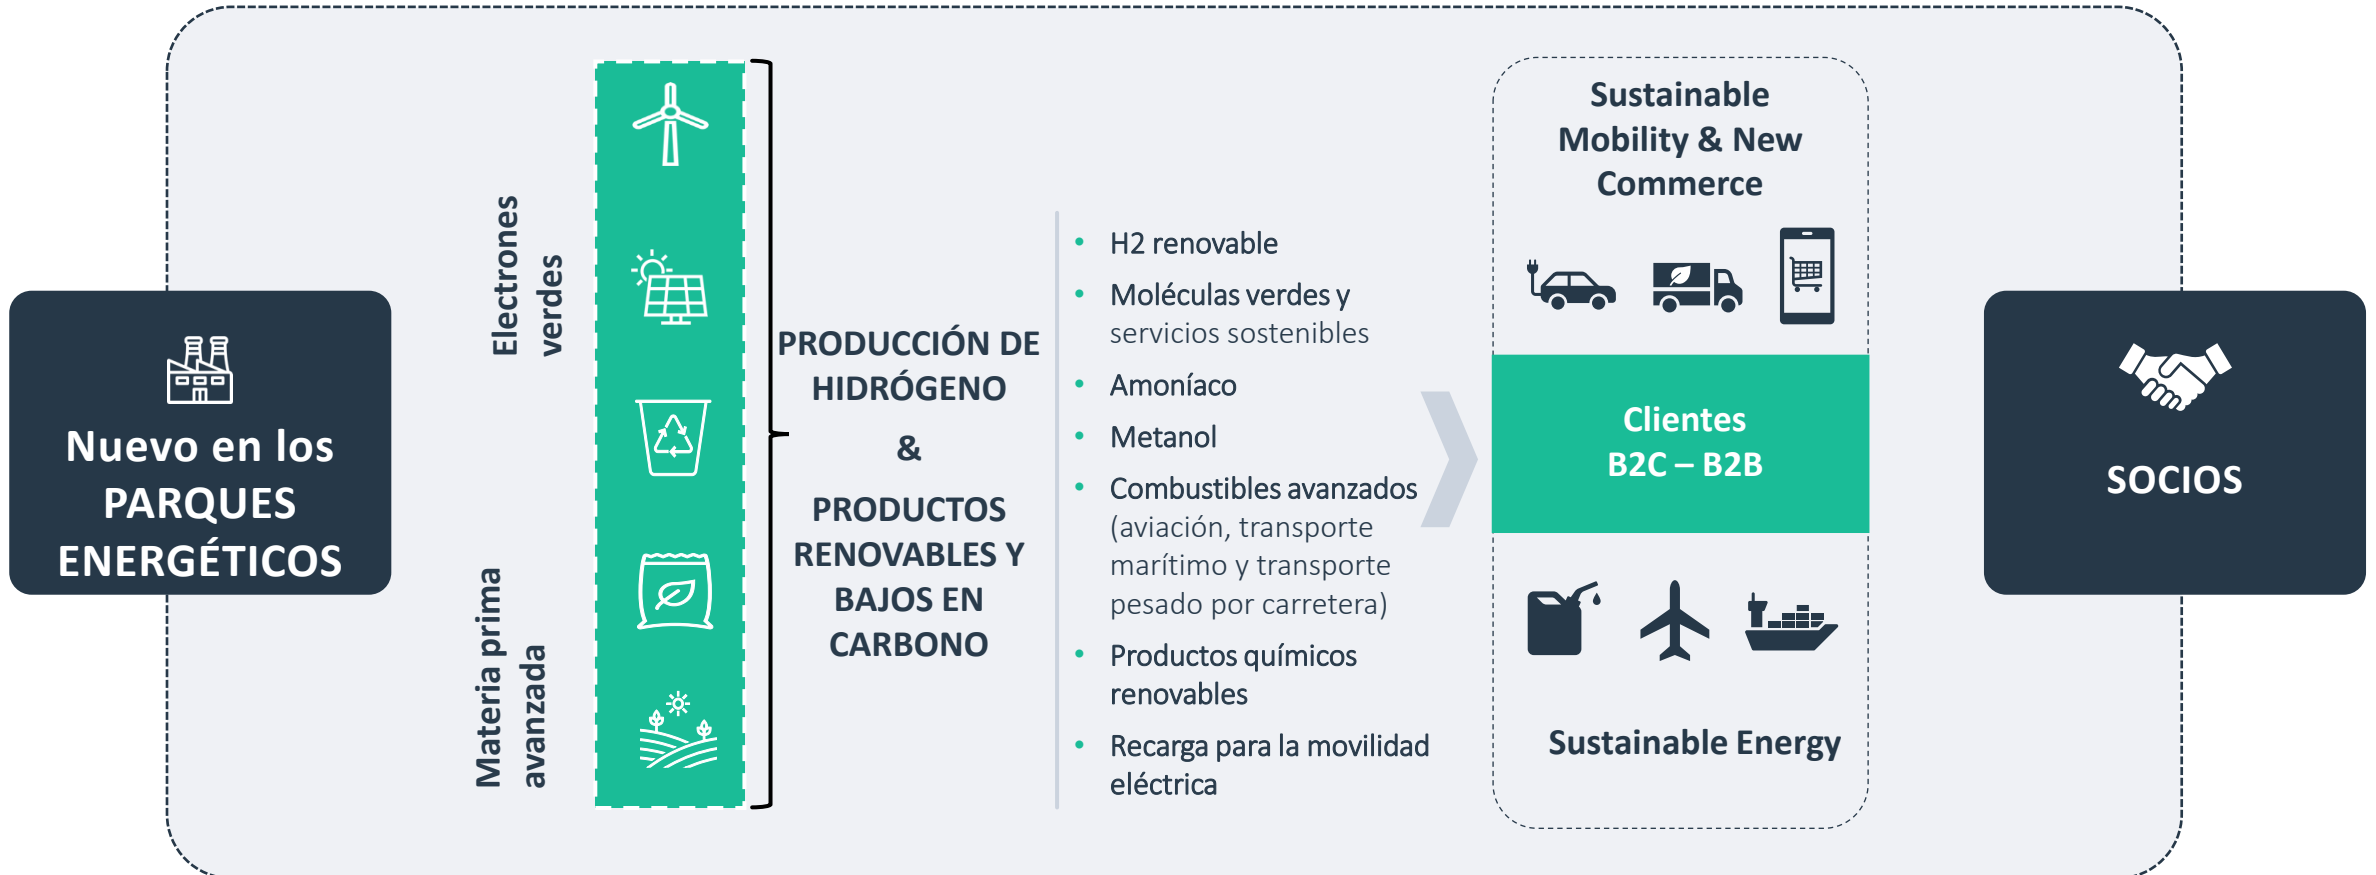 Nuevo en los
PARQUES
ENERGÉTICOS
Electrones
verdes
Materia prima
avanzada
PRODUCCIÓN DE
HIDRÓGENO
&
PRODUCTOS
RENOVABLES Y
BAJOS EN
CARBONO
• H2 renovable
• Moléculas verdes y
servicios sostenibles
• Amoníaco
• Metanol
• Combustibles avanzados
(aviación, transporte
marítimo y transporte
pesado por carretera)
• Productos químicos
renovables
• Recarga para la movilidad
eléctrica
Sustainable
Mobility & New
Commerce
Clientes
B2C – B2B
Sustainable Energy
SOCIOS